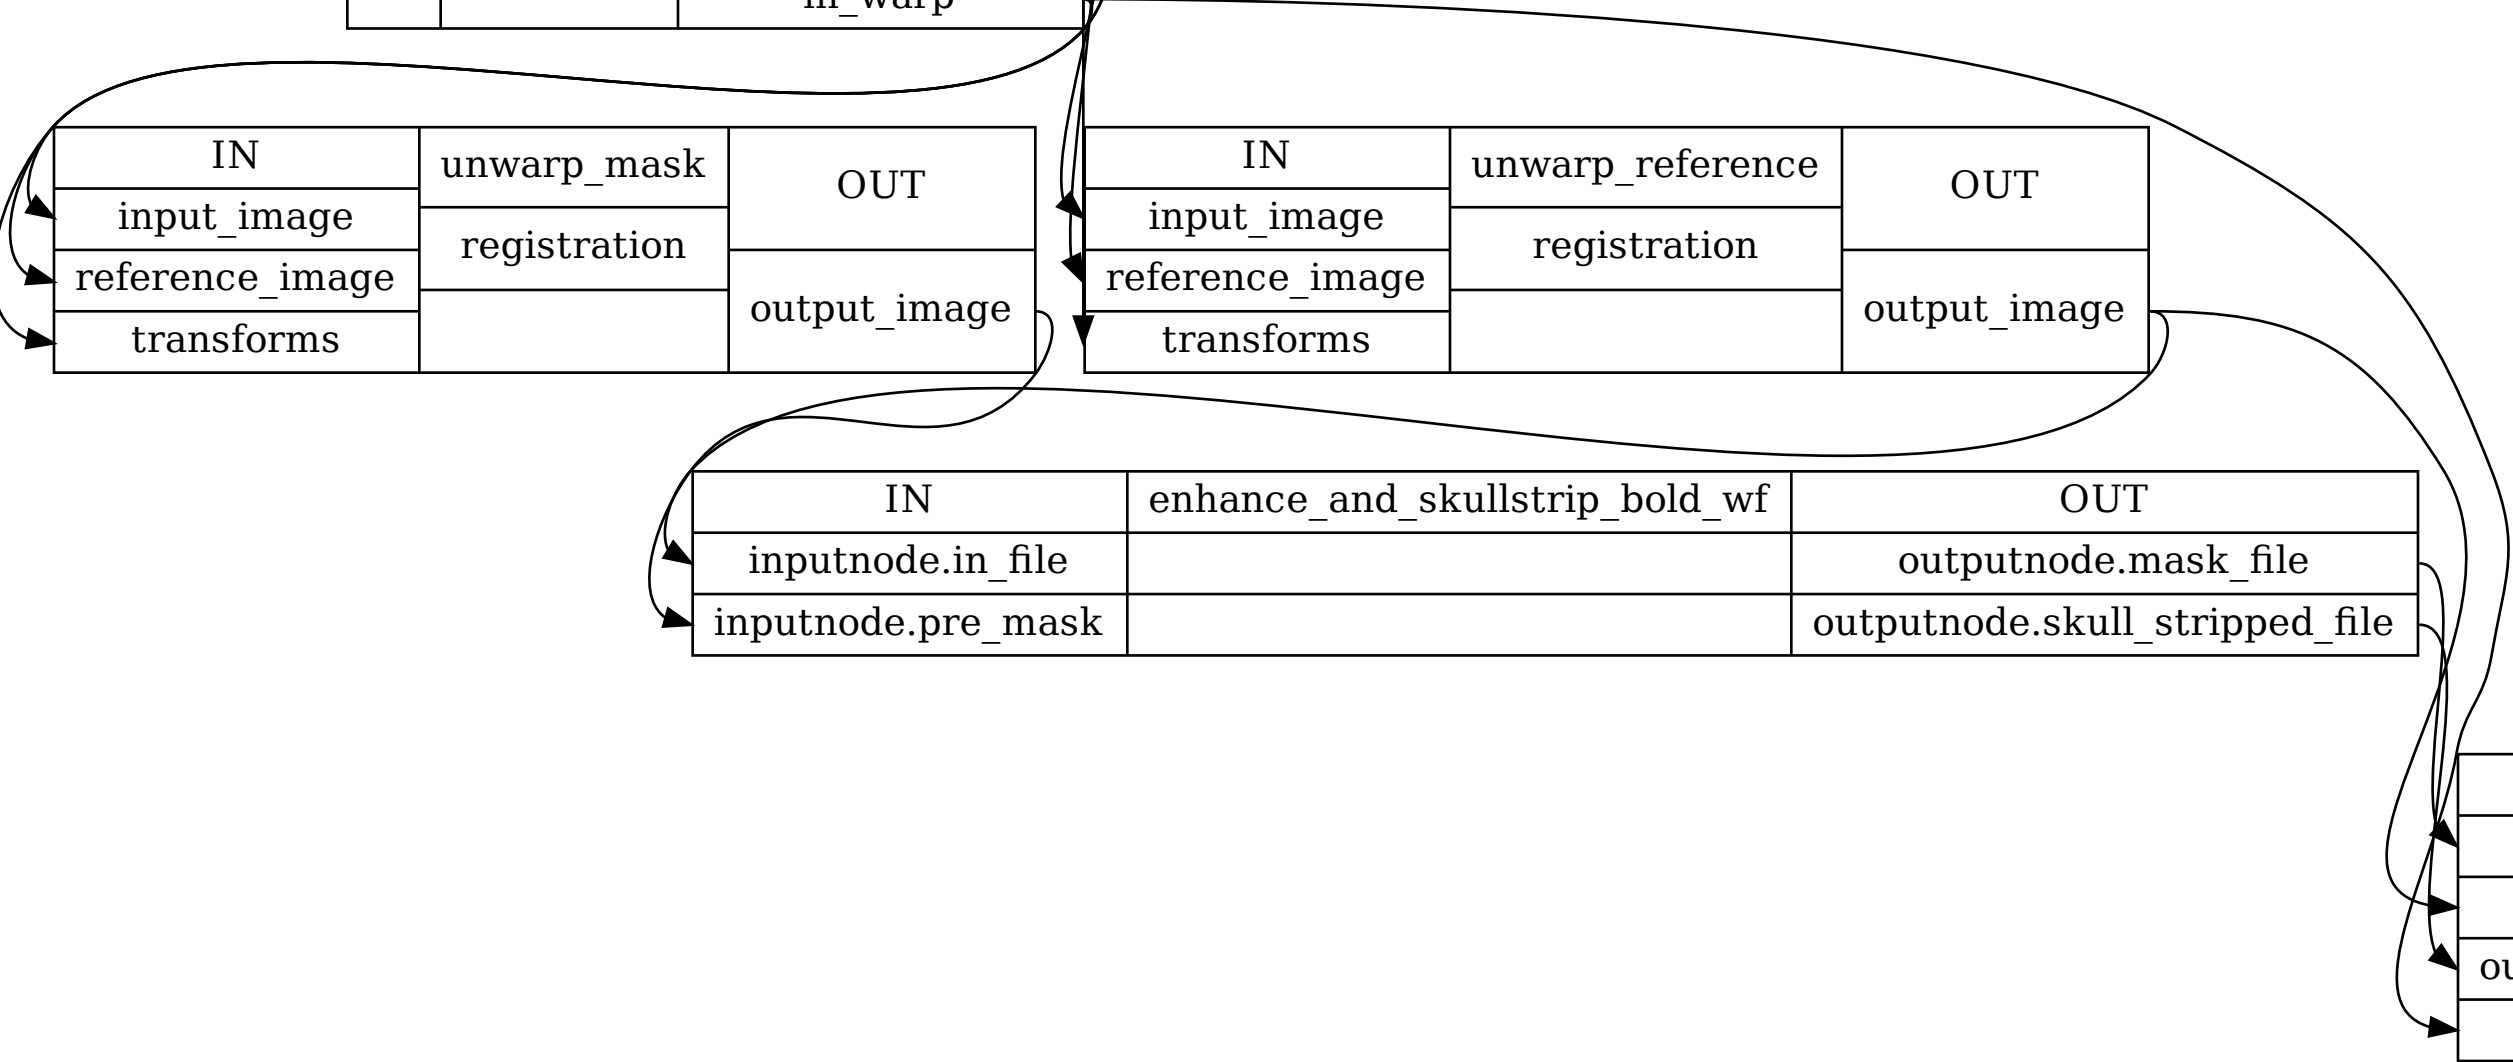 in_warp
IN
input_image
reference_image
transforms
unwarp_mask
registration
OUT
output_image
IN
input_image
reference_image
transforms
unwarp_reference
registration
OUT
output_image
IN
inputnode.in_file
inputnode.pre_mask
enhance_and_skullstrip_bold_wf
OUT
outputnode.mask_file
outputnode.skull_stripped_file
ou